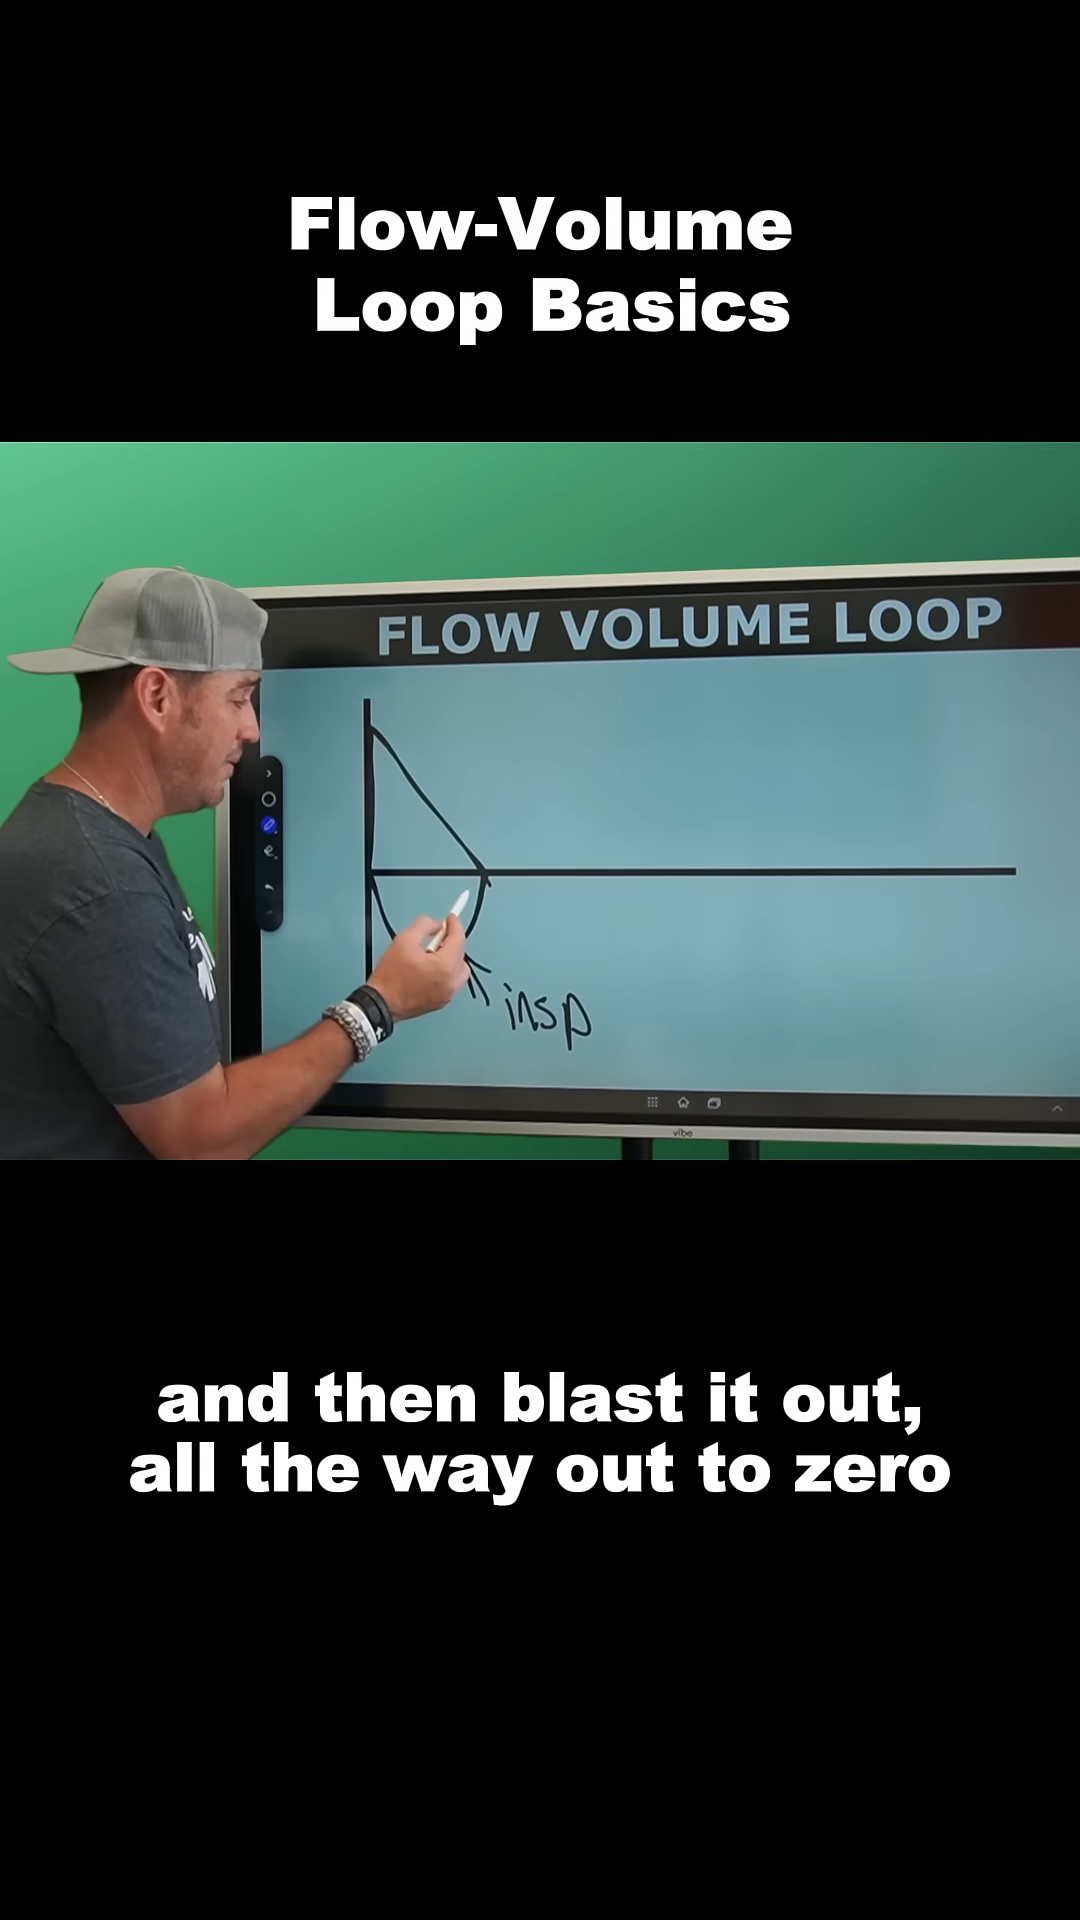 Flow-Volume
Loop Basics
FLOW VOLUME LOOP
insp
vibe
and then blast it out,
all the way out to zero